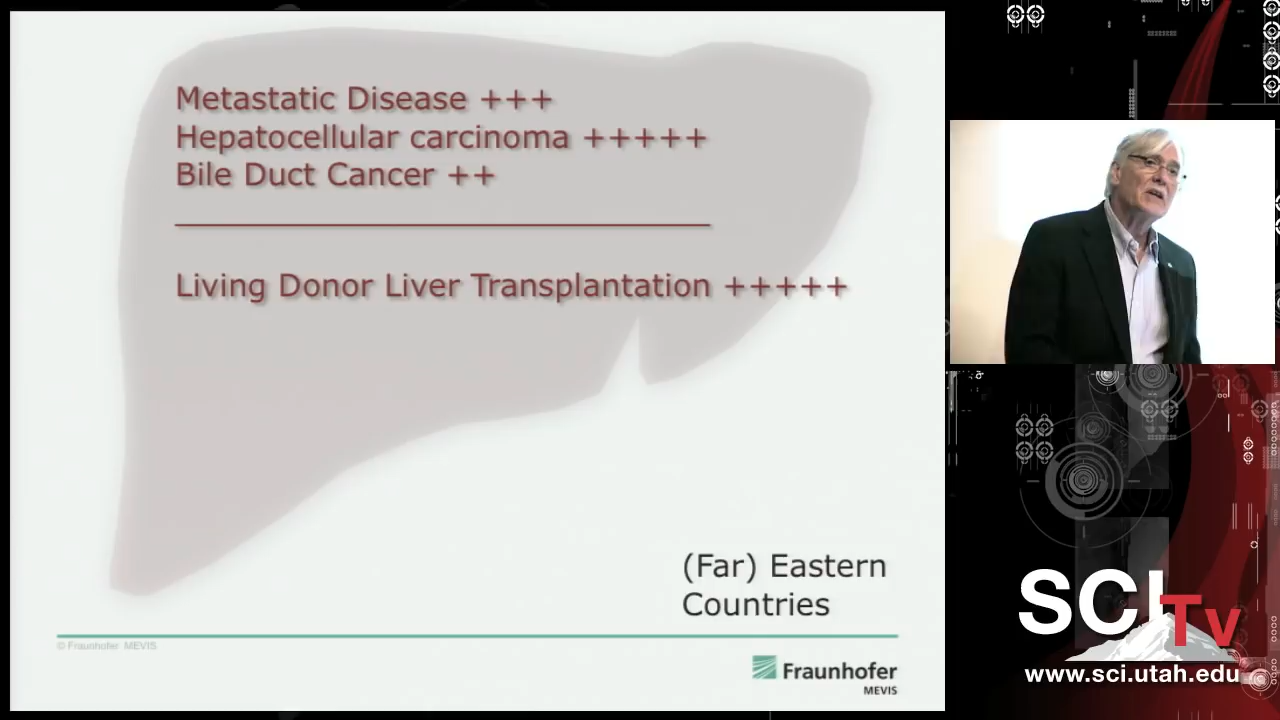 Metastatic Disease +++
Hepatocellular carcinoma +++++
Bile Duct Cancer ++
Living Donor Liver Transplantation +++++
(Far) Eastern
Countries
© Fraunhofer MEVIS
Fraunhofer
MEVIS
SCI
TV
www.sci.utah.edu